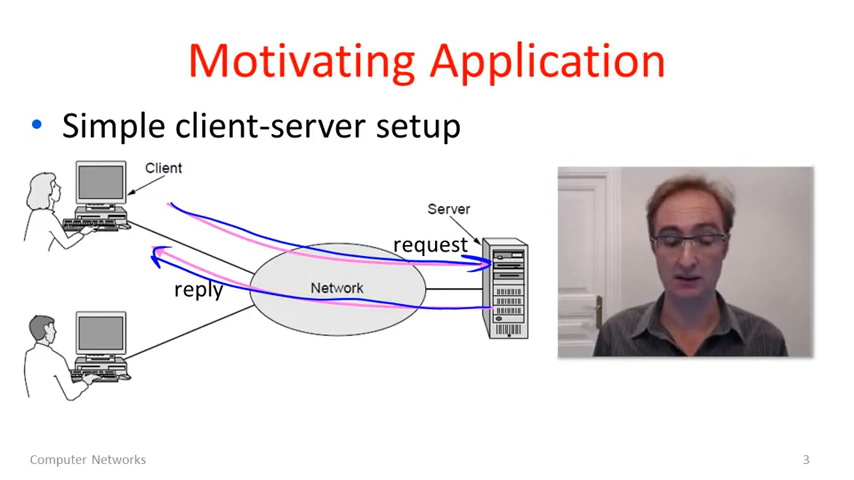 Motivating Application
• Simple client-server setup
Client
Server
request
Network
reply
Computer Networks
3